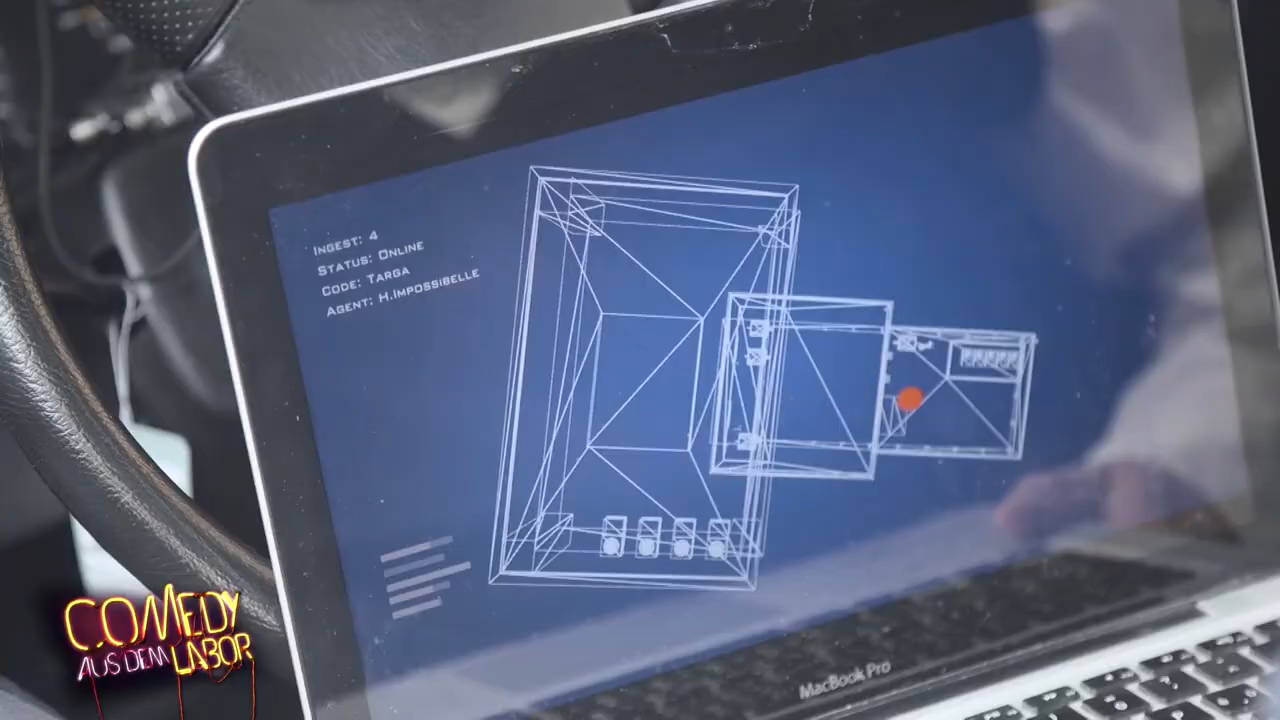 INGEST: 4
STATUS: ONLINE
CODE: TARGA
AGENT: H.IMPOSSIBELLE
MacBook Pro
COMEDY
AUS DEM LABOR